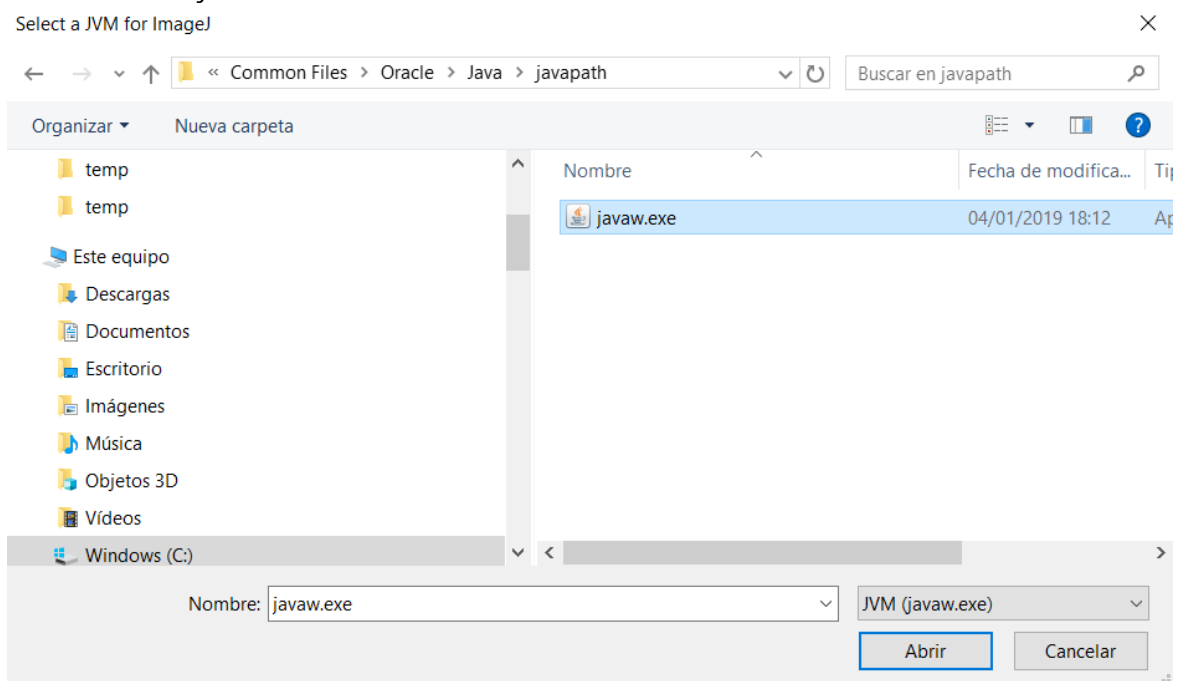 Select a JVM for ImageJ
« Common Files > Oracle > Java > javapath
Buscar en javapath
Organizar
Nueva carpeta
temp
temp
Este equipo
Descargas
Documentos
Escritorio
Imágenes
Música
Objetos 3D
Vídeos
Windows (C:)
Nombre
Fecha de modifica...
javaw.exe
04/01/2019 18:12
Nombre: javaw.exe
JVM (javaw.exe)
Abrir
Cancelar